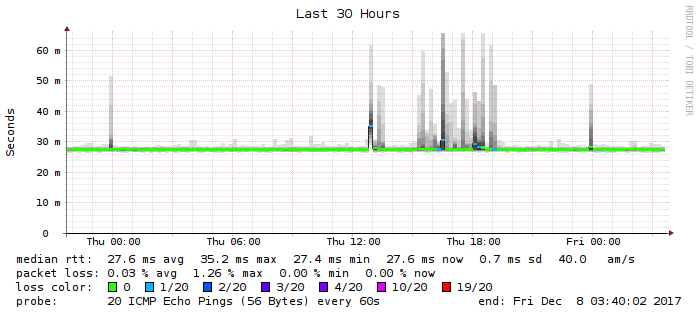 Last 30 Hours
RRDTOOL / TOBI OETIKER
Seconds
60 m
50 m
40 m
30 m
20 m
10 m
0
Thu 00:00 Thu 06:00 Thu 12:00 Thu 18:00 Fri 00:00
median rtt: 27.6 ms avg 35.2 ms max 27.4 ms min 27.6 ms now 0.7 ms sd 40.0 am/s
packet loss: 0.03 % avg 1.26 % max 0.00 % min 0.00 % now
loss color: 0 1/20 2/20 3/20 4/20 10/20 19/20
probe: 20 ICMP Echo Pings (56 Bytes) every 60s end: Fri Dec 8 03:40:02 2017